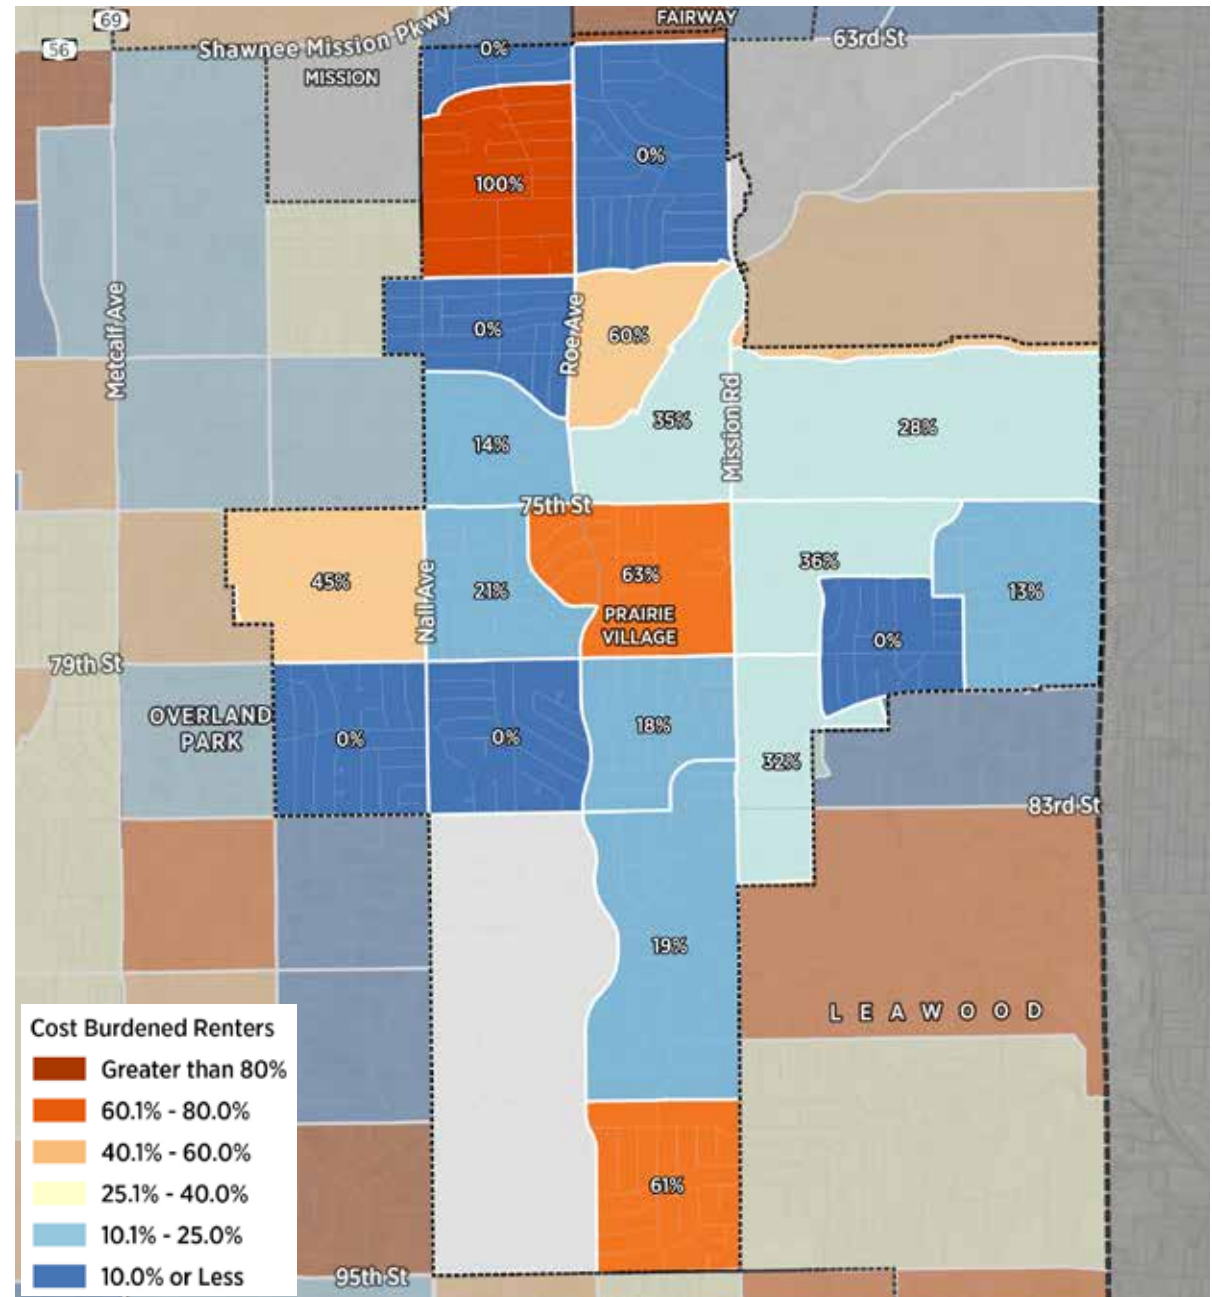 69
FAIRWAY
56
Shawnee Mission Pkwy
0%
63rd St
MISSION
0%
100%
Metcalf Ave
0%
Roe Ave
60%
35%
Mission Rd
28%
14%
75th St
45%
Nall Ave
21%
63%
36%
13%
PRAIRIE
VILLAGE
0%
79th St
OVERLAND
PARK
0%
0%
18%
32%
83rd St
19%
LEAWOOD
61%
95th St
Cost Burdened Renters
Greater than 80%
60.1% - 80.0%
40.1% - 60.0%
25.1% - 40.0%
10.1% - 25.0%
10.0% or Less